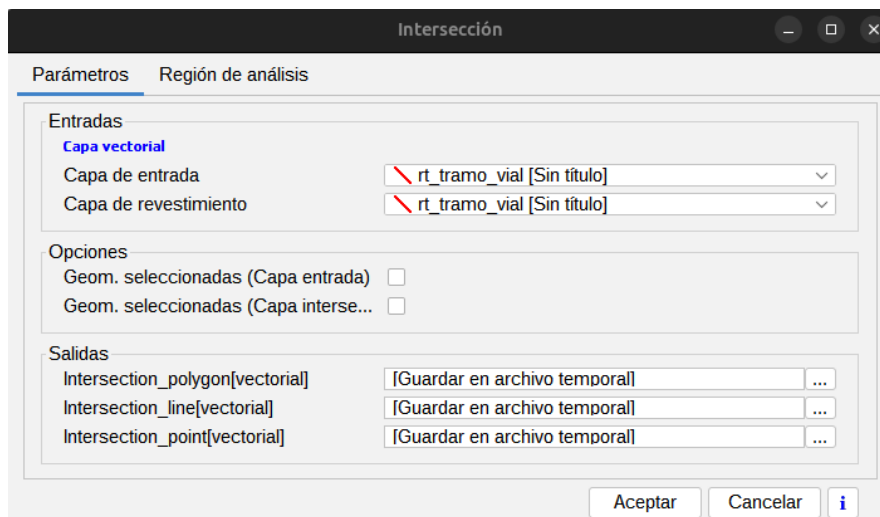 Intersección
Parámetros Región de análisis
Entradas
Capa vectorial
Capa de entrada rt_tramo_vial [Sin título]
Capa de revestimiento rt_tramo_vial [Sin título]
Opciones
Geom. seleccionadas (Capa entrada)
Geom. seleccionadas (Capa interse...
Salidas
Intersection_polygon[vectorial] [Guardar en archivo temporal] ...
Intersection_line[vectorial] [Guardar en archivo temporal] ...
Intersection_point[vectorial] [Guardar en archivo temporal] ...
Aceptar Cancelar i